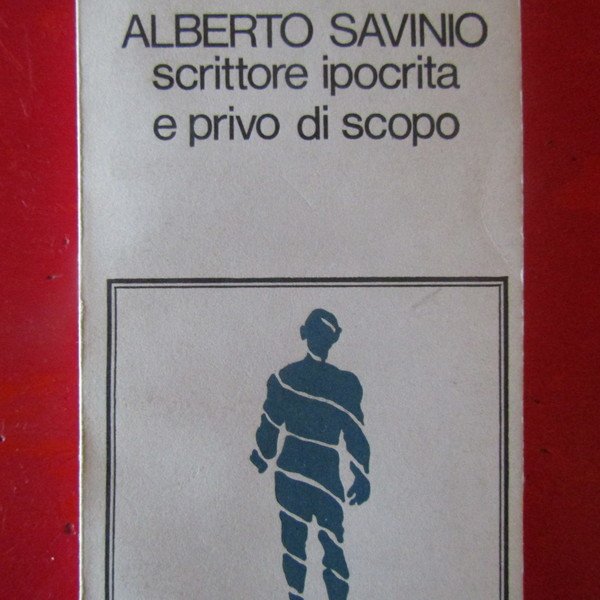 ALBERTO SAVINIO
scrittore ipocrita
e privo di scopo